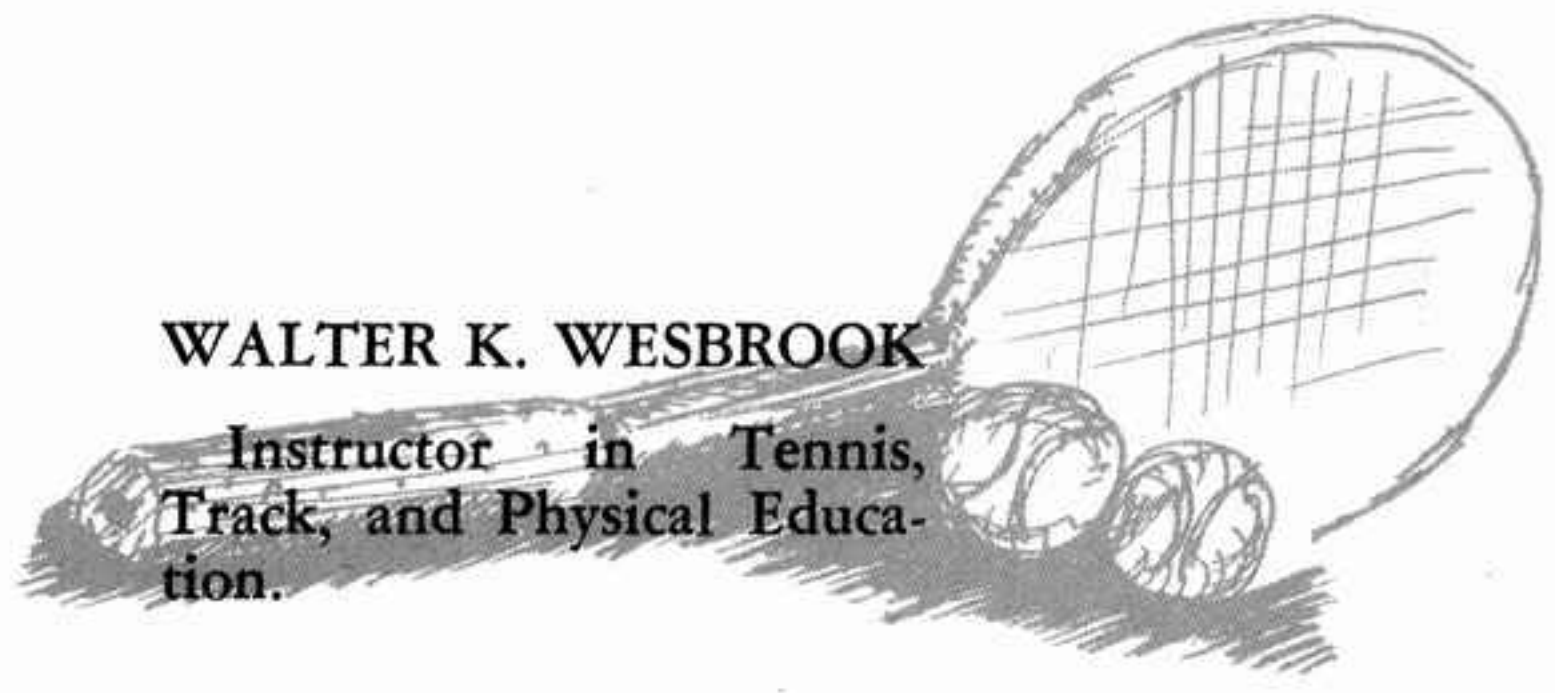 WALTER K. WESBROOK
Instructor in Tennis,
Track, and Physical Educa-
tion.